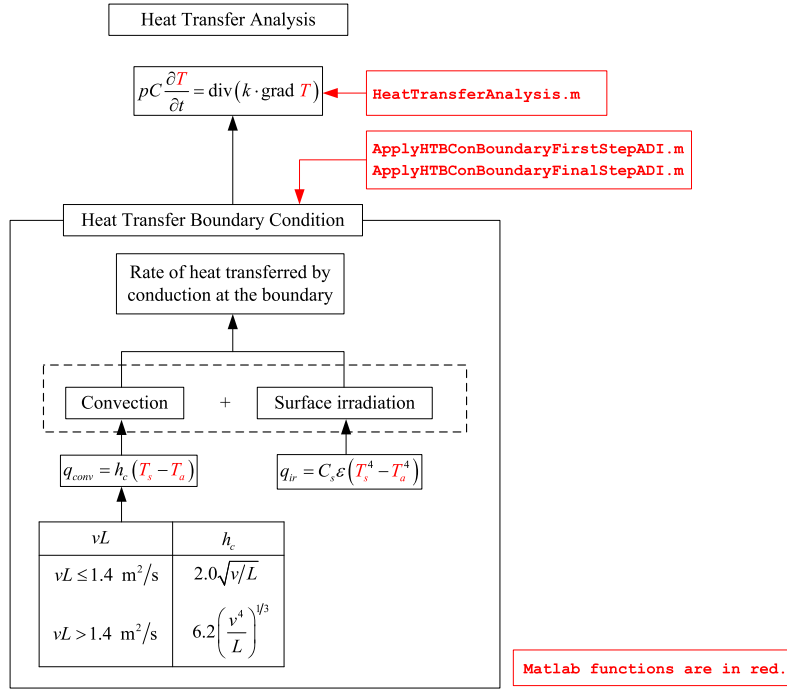 Heat Transfer Analysis
pC ∂T/∂t = div(k · grad T)
HeatTransferAnalysis.m
ApplyHTBConBoundaryFirstStepADI.m
ApplyHTBConBoundaryFinalStepADI.m
Heat Transfer Boundary Condition
Rate of heat transferred by
conduction at the boundary
Convection + Surface irradiation
q_conv = h_c (T_s − T_a)
q_ir = C_s ε (T_s^4 − T_a^4)
vL h_c
vL ≤ 1.4 m²/s 2.0√(v/L)
vL > 1.4 m²/s 6.2(v^4/L)^1/3
Matlab functions are in red.